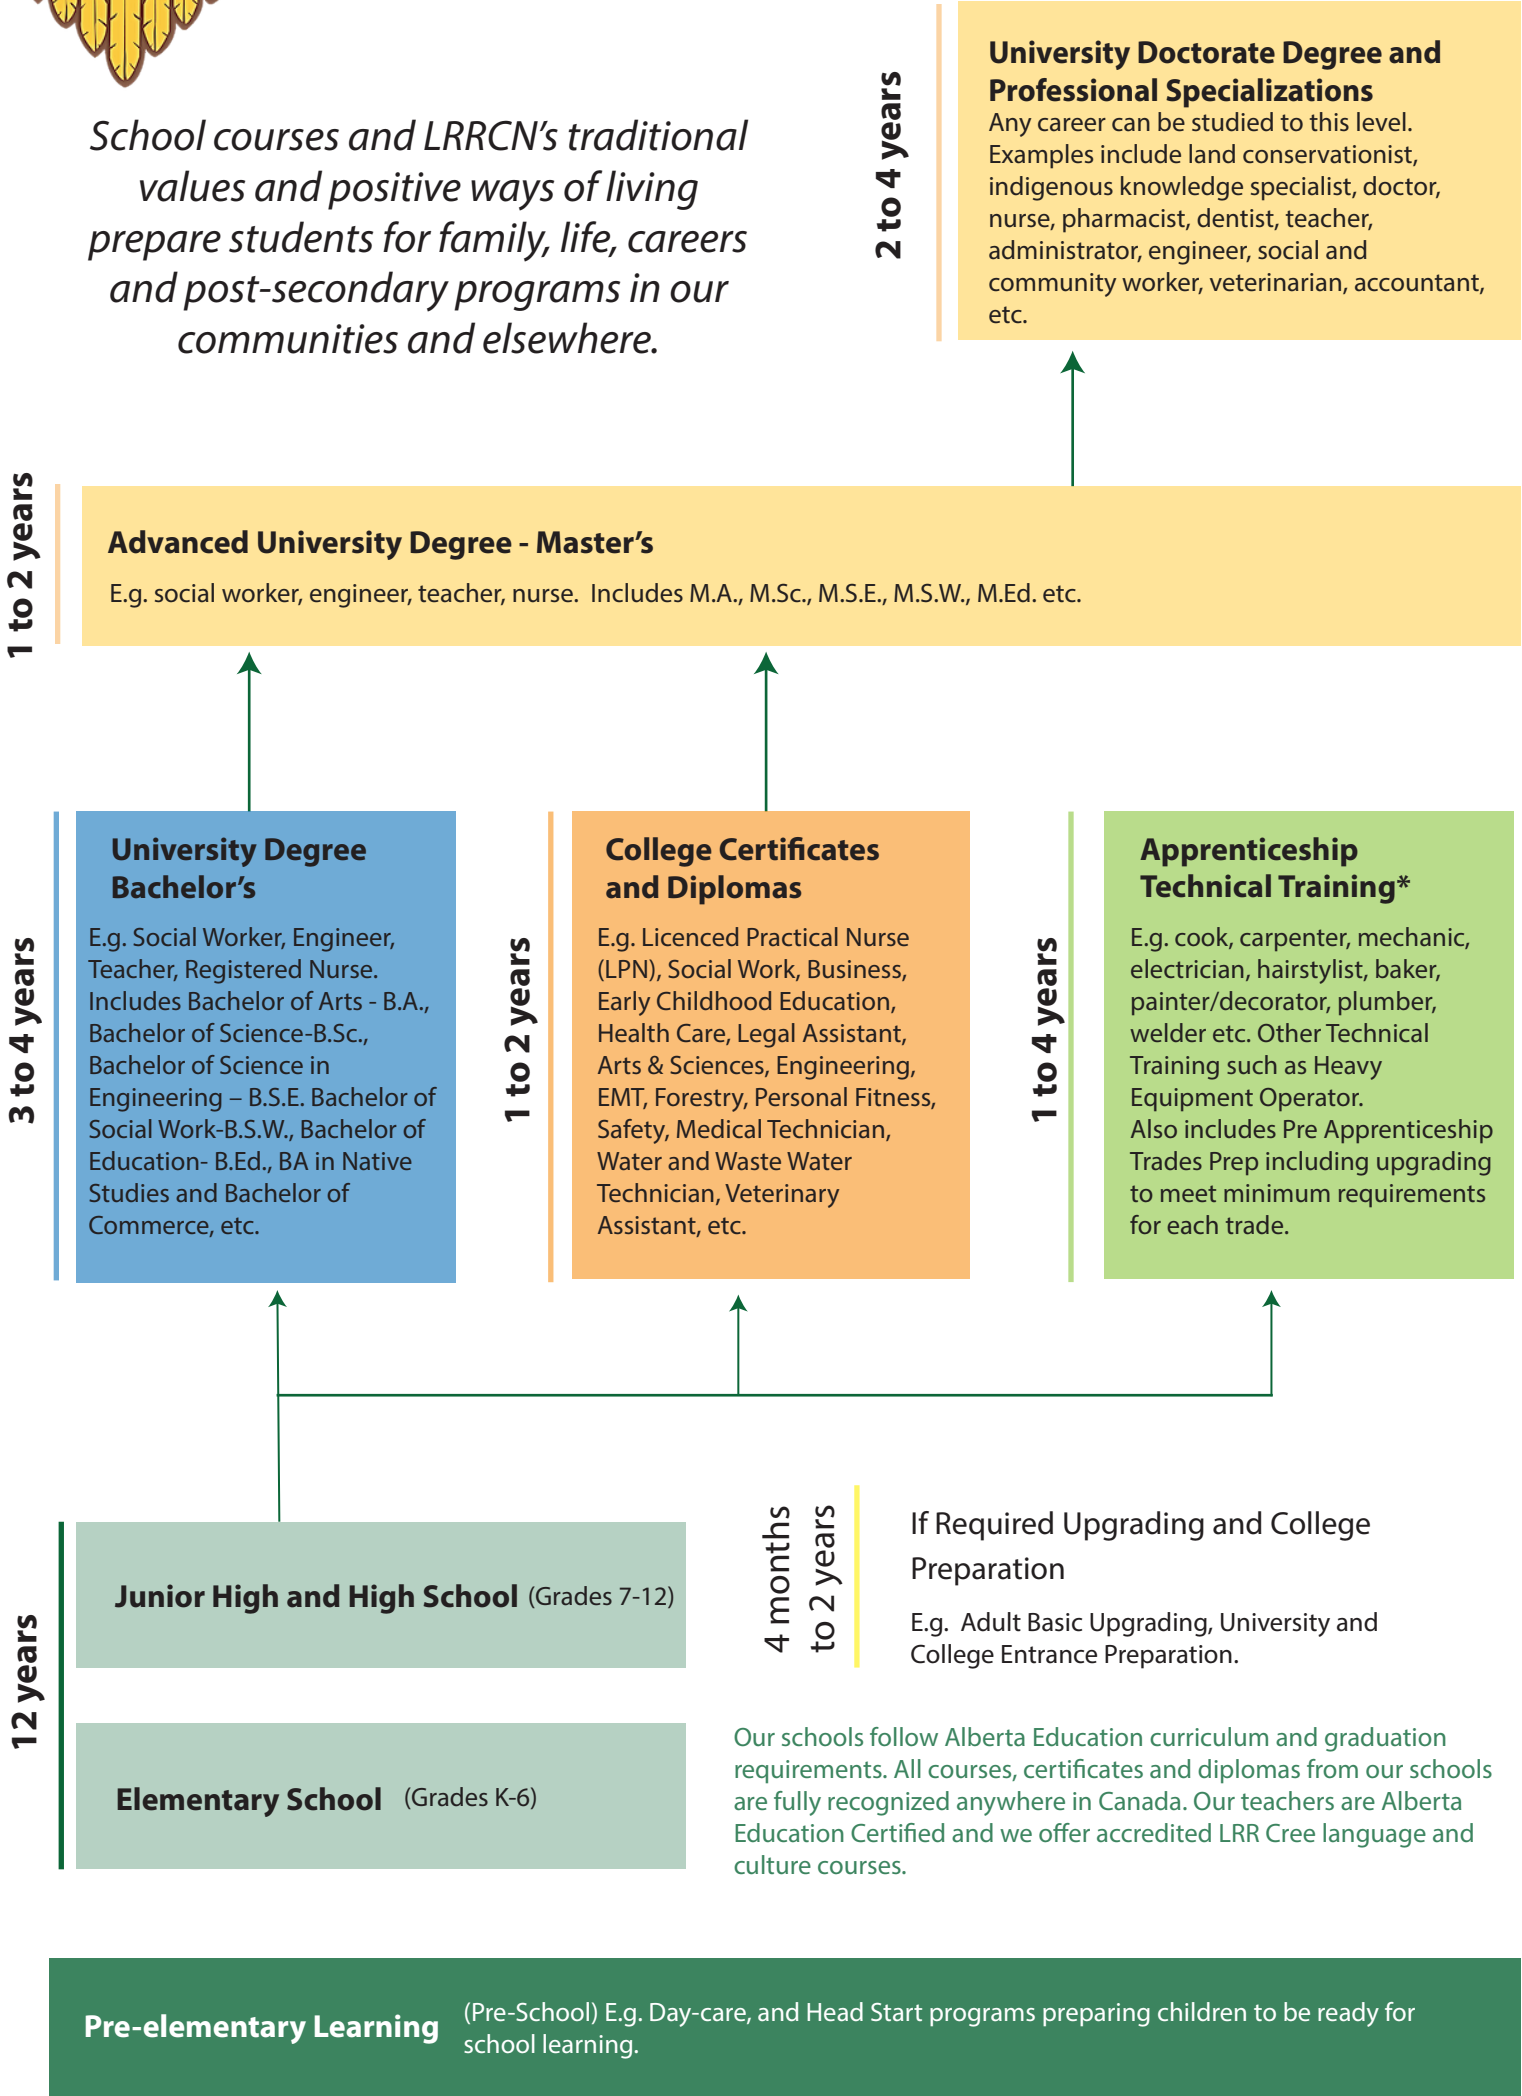 School courses and LRRCN’s traditional
values and positive ways of living
prepare students for family, life, careers
and post-secondary programs in our
communities and elsewhere.
2 to 4 years
University Doctorate Degree and
Professional Specializations
Any career can be studied to this level.
Examples include land conservationist,
indigenous knowledge specialist, doctor,
nurse, pharmacist, dentist, teacher,
administrator, engineer, social and
community worker, veterinarian, accountant,
etc.
1 to 2 years
Advanced University Degree - Master’s
E.g. social worker, engineer, teacher, nurse. Includes M.A., M.Sc., M.S.E., M.S.W., M.Ed. etc.
3 to 4 years
University Degree
Bachelor’s
E.g. Social Worker, Engineer,
Teacher, Registered Nurse.
Includes Bachelor of Arts - B.A.,
Bachelor of Science-B.Sc.,
Bachelor of Science in
Engineering – B.S.E. Bachelor of
Social Work-B.S.W., Bachelor of
Education- B.Ed., BA in Native
Studies and Bachelor of
Commerce, etc.
1 to 2 years
College Certificates
and Diplomas
E.g. Licenced Practical Nurse
(LPN), Social Work, Business,
Early Childhood Education,
Health Care, Legal Assistant,
Arts & Sciences, Engineering,
EMT, Forestry, Personal Fitness,
Safety, Medical Technician,
Water and Waste Water
Technician, Veterinary
Assistant, etc.
1 to 4 years
Apprenticeship
Technical Training*
E.g. cook, carpenter, mechanic,
electrician, hairstylist, baker,
painter/decorator, plumber,
welder etc. Other Technical
Training such as Heavy
Equipment Operator.
Also includes Pre Apprenticeship
Trades Prep including upgrading
to meet minimum requirements
for each trade.
12 years
Junior High and High School (Grades 7-12)
Elementary School (Grades K-6)
4 months
to 2 years
If Required Upgrading and College
Preparation
E.g. Adult Basic Upgrading, University and
College Entrance Preparation.
Our schools follow Alberta Education curriculum and graduation
requirements. All courses, certificates and diplomas from our schools
are fully recognized anywhere in Canada. Our teachers are Alberta
Education Certified and we offer accredited LRR Cree language and
culture courses.
Pre-elementary Learning (Pre-School) E.g. Day-care, and Head Start programs preparing children to be ready for
school learning.